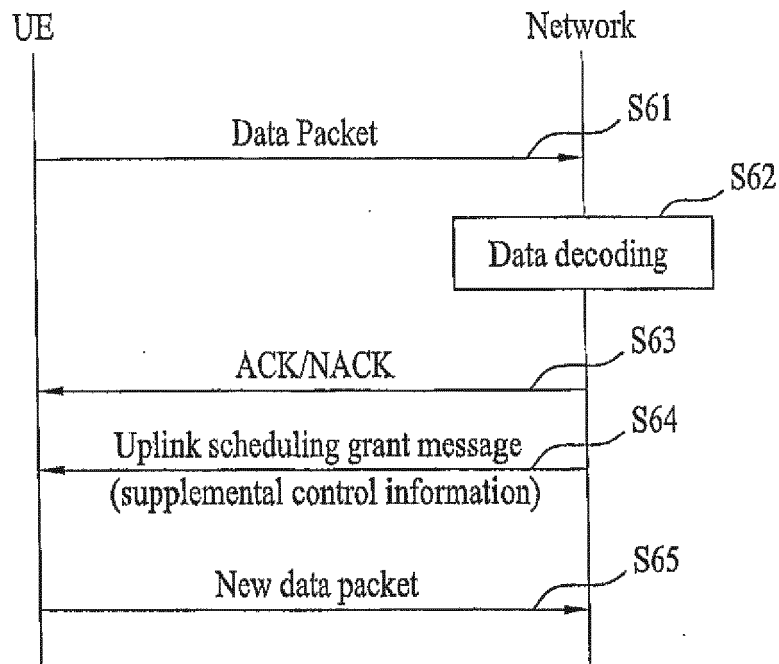 UE
Network
Data Packet
S61
S62
Data decoding
ACK/NACK
S63
Uplink scheduling grant message
(supplemental control information)
S64
New data packet
S65